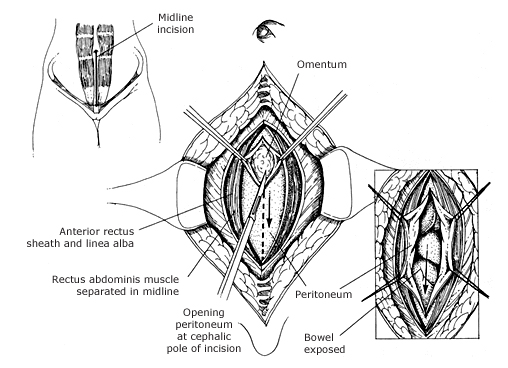 Midline
incision
Omentum
Anterior rectus
sheath and linea alba
Rectus abdominis muscle
separated in midline
Peritoneum
Opening
peritoneum
at cephalic
pole of incision
Bowel
exposed